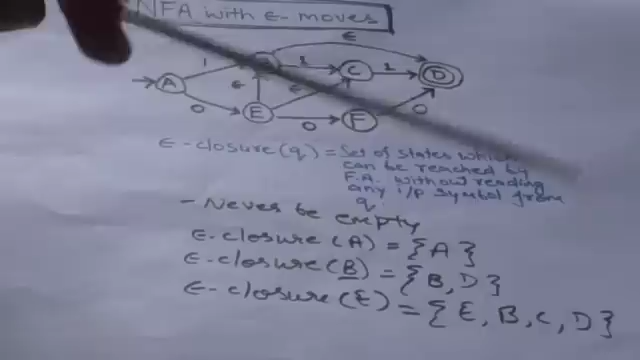 NFA with ε- moves
ε
1
B
1
C
1
D
A
ε
ε
0
E
0
F
0
ε-closure(q) = Set of states which
can be reached by
F.A. without reading
any i/p symbol from
q.
- Never be empty
ε-closure(A) = {A}
ε-closure(B) = {B, D}
ε-closure(E) = {E, B, C, D}